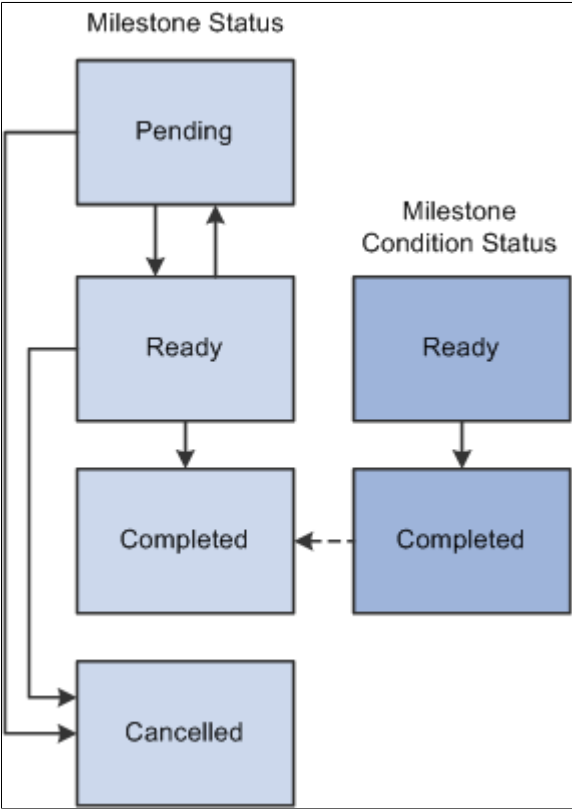 Milestone Status
Pending
Milestone
Condition Status
Ready
Ready
Completed
Completed
Cancelled